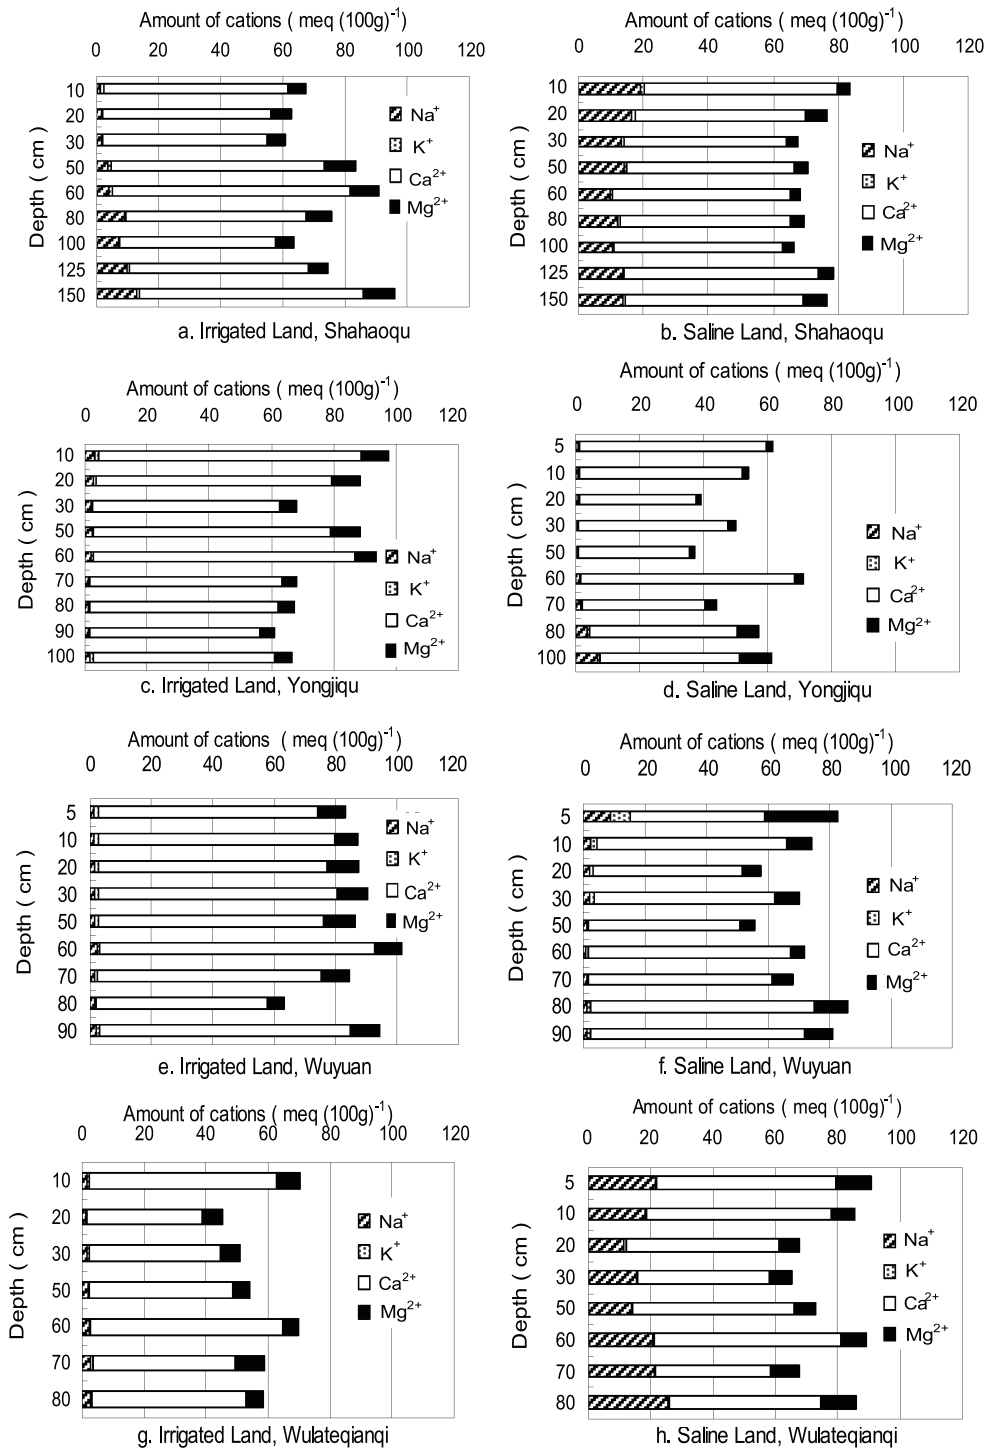 Amount of cations ( meq (100g)-1
0 20 40 60 80 100 120
Depth ( cm )
10
20
30
50
60
80
100
125
150
Na+
K+
Ca2+
Mg2+
a. Irrigated Land, Shahaoqu
Amount of cations ( meq (100g)-1
0 20 40 60 80 100 120
Depth ( cm )
10
20
30
50
60
80
100
125
150
Na+
K+
Ca2+
Mg2+
b. Saline Land, Shahaoqu
Amount of cations ( meq (100g)-1
0 20 40 60 80 100 120
Depth ( cm )
10
20
30
50
60
70
80
90
100
Na+
K+
Ca2+
Mg2+
c. Irrigated Land, Yongjiqu
Amount of cations ( meq (100g)-1
0 20 40 60 80 100 120
Depth ( cm )
5
10
20
30
50
60
70
80
100
Na+
K+
Ca2+
Mg2+
d. Saline Land, Yongjiqu
Amount of cations ( meq (100g)-1
0 20 40 60 80 100 120
Depth ( cm )
5
10
20
30
50
60
70
80
90
Na+
K+
Ca2+
Mg2+
e. Irrigated Land, Wuyuan
Amount of cations ( meq (100g)-1
0 20 40 60 80 100 120
Depth ( cm )
5
10
20
30
50
60
70
80
90
Na+
K+
Ca2+
Mg2+
f. Saline Land, Wuyuan
Amount of cations ( meq (100g)-1
0 20 40 60 80 100 120
Depth ( cm )
10
20
30
50
60
70
80
Na+
K+
Ca2+
Mg2+
g. Irrigated Land, Wulateqianqi
Amount of cations ( meq (100g)-1
0 20 40 60 80 100 120
Depth ( cm )
5
10
20
30
50
60
70
80
Na+
K+
Ca2+
Mg2+
h. Saline Land, Wulateqianqi